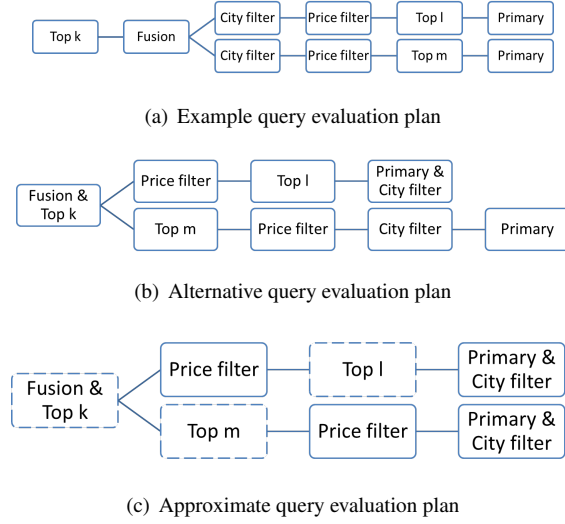 City filter Price filter Top l Primary
Top k Fusion
City filter Price filter Top m Primary
(a) Example query evaluation plan
Price filter Top l Primary & City filter
Fusion & Top k
Top m Price filter City filter Primary
(b) Alternative query evaluation plan
Price filter Top l Primary & City filter
Fusion & Top k
Top m Price filter Primary & City filter
(c) Approximate query evaluation plan